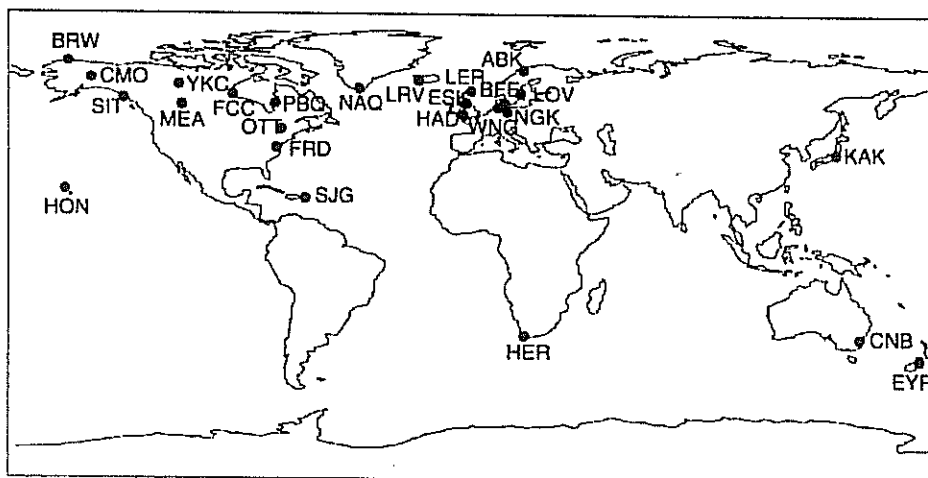 BRW
ABK
CMO
YKC
LER
BFE
SIT
FCC
PBQ
NAQ
LRV
ESK
LOV
MEA
OTT
HAD
WNG
NGK
FRD
KAK
HON
SJG
HER
CNB
EYR